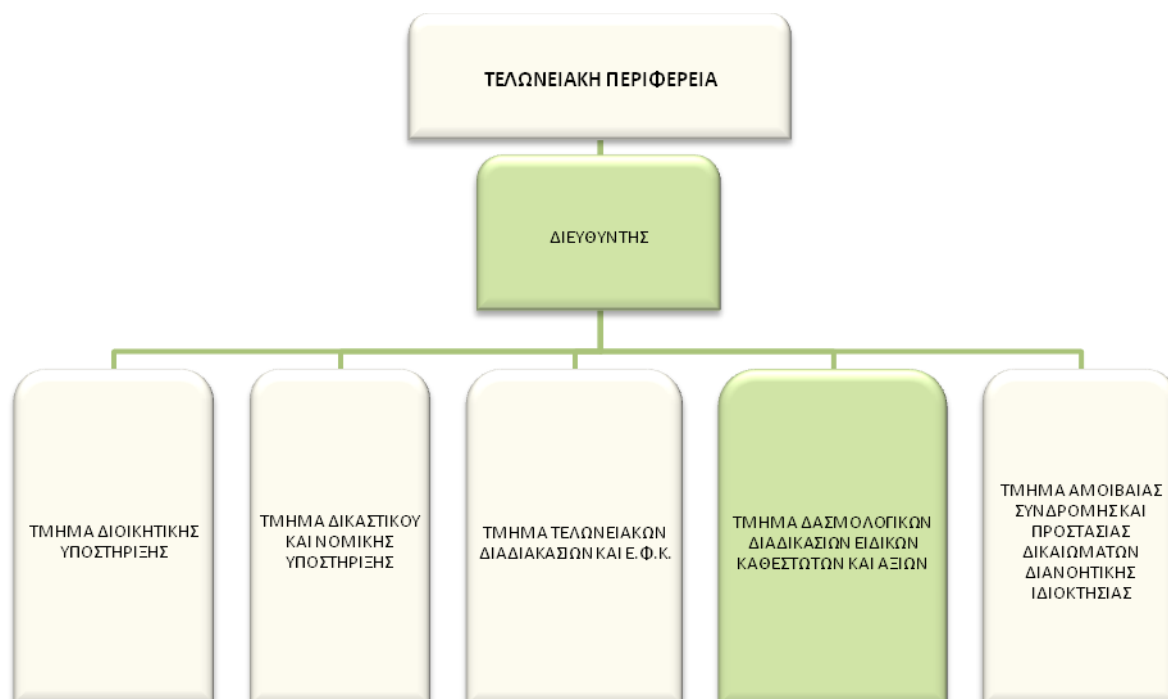 ΤΕΛΩΝΕΙΑΚΗ ΠΕΡΙΦΕΡΕΙΑ
ΔΙΕΥΘΥΝΤΗΣ
ΤΜΗΜΑ ΔΙΟΙΚΗΤΙΚΗΣ
ΥΠΟΣΤΗΡΙΞΗΣ
ΤΜΗΜΑ ΔΙΚΑΣΤΙΚΟΥ
ΚΑΙ ΝΟΜΙΚΗΣ
ΥΠΟΣΤΗΡΙΞΗΣ
ΤΜΗΜΑ ΤΕΛΩΝΕΙΑΚΩΝ
ΔΙΑΔΙΑΚΑΣΙΩΝ ΚΑΙ Ε.Φ.Κ.
ΤΜΗΜΑ ΔΑΣΜΟΛΟΓΙΚΩΝ
ΔΙΑΔΙΚΑΣΙΩΝ ΕΙΔΙΚΩΝ
ΚΑΘΕΣΤΩΤΩΝ ΚΑΙ ΑΞΙΩΝ
ΤΜΗΜΑ ΑΜΟΙΒΑΙΑΣ
ΣΥΝΔΡΟΜΗΣ ΚΑΙ
ΠΡΟΣΤΑΣΙΑΣ
ΔΙΚΑΙΩΜΑΤΩΝ
ΔΙΑΝΟΗΤΙΚΗΣ
ΙΔΙΟΚΤΗΣΙΑΣ